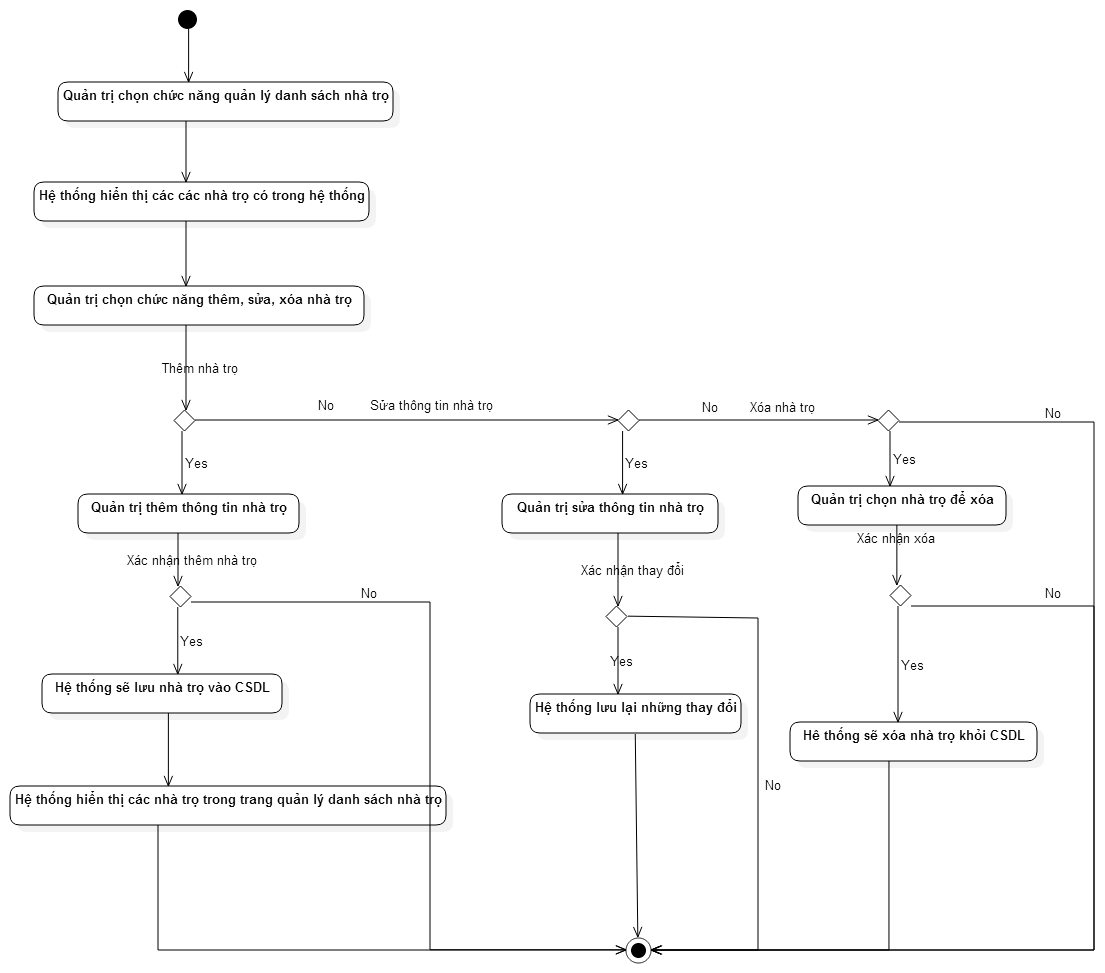 Quản trị chọn chức năng quản lý danh sách nhà trọ
Hệ thống hiển thị các các nhà trọ có trong hệ thống
Quản trị chọn chức năng thêm, sửa, xóa nhà trọ
Thêm nhà trọ
No
Sửa thông tin nhà trọ
No
Xóa nhà trọ
No
Yes
Yes
Yes
Quản trị thêm thông tin nhà trọ
Quản trị sửa thông tin nhà trọ
Quản trị chọn nhà trọ để xóa
Xác nhận thêm nhà trọ
Xác nhận thay đổi
Xác nhận xóa
No
No
Yes
Yes
Yes
Hệ thống sẽ lưu nhà trọ vào CSDL
Hệ thống lưu lại những thay đổi
Hê thống sẽ xóa nhà trọ khỏi CSDL
No
Hệ thống hiển thị các nhà trọ trong trang quản lý danh sách nhà trọ